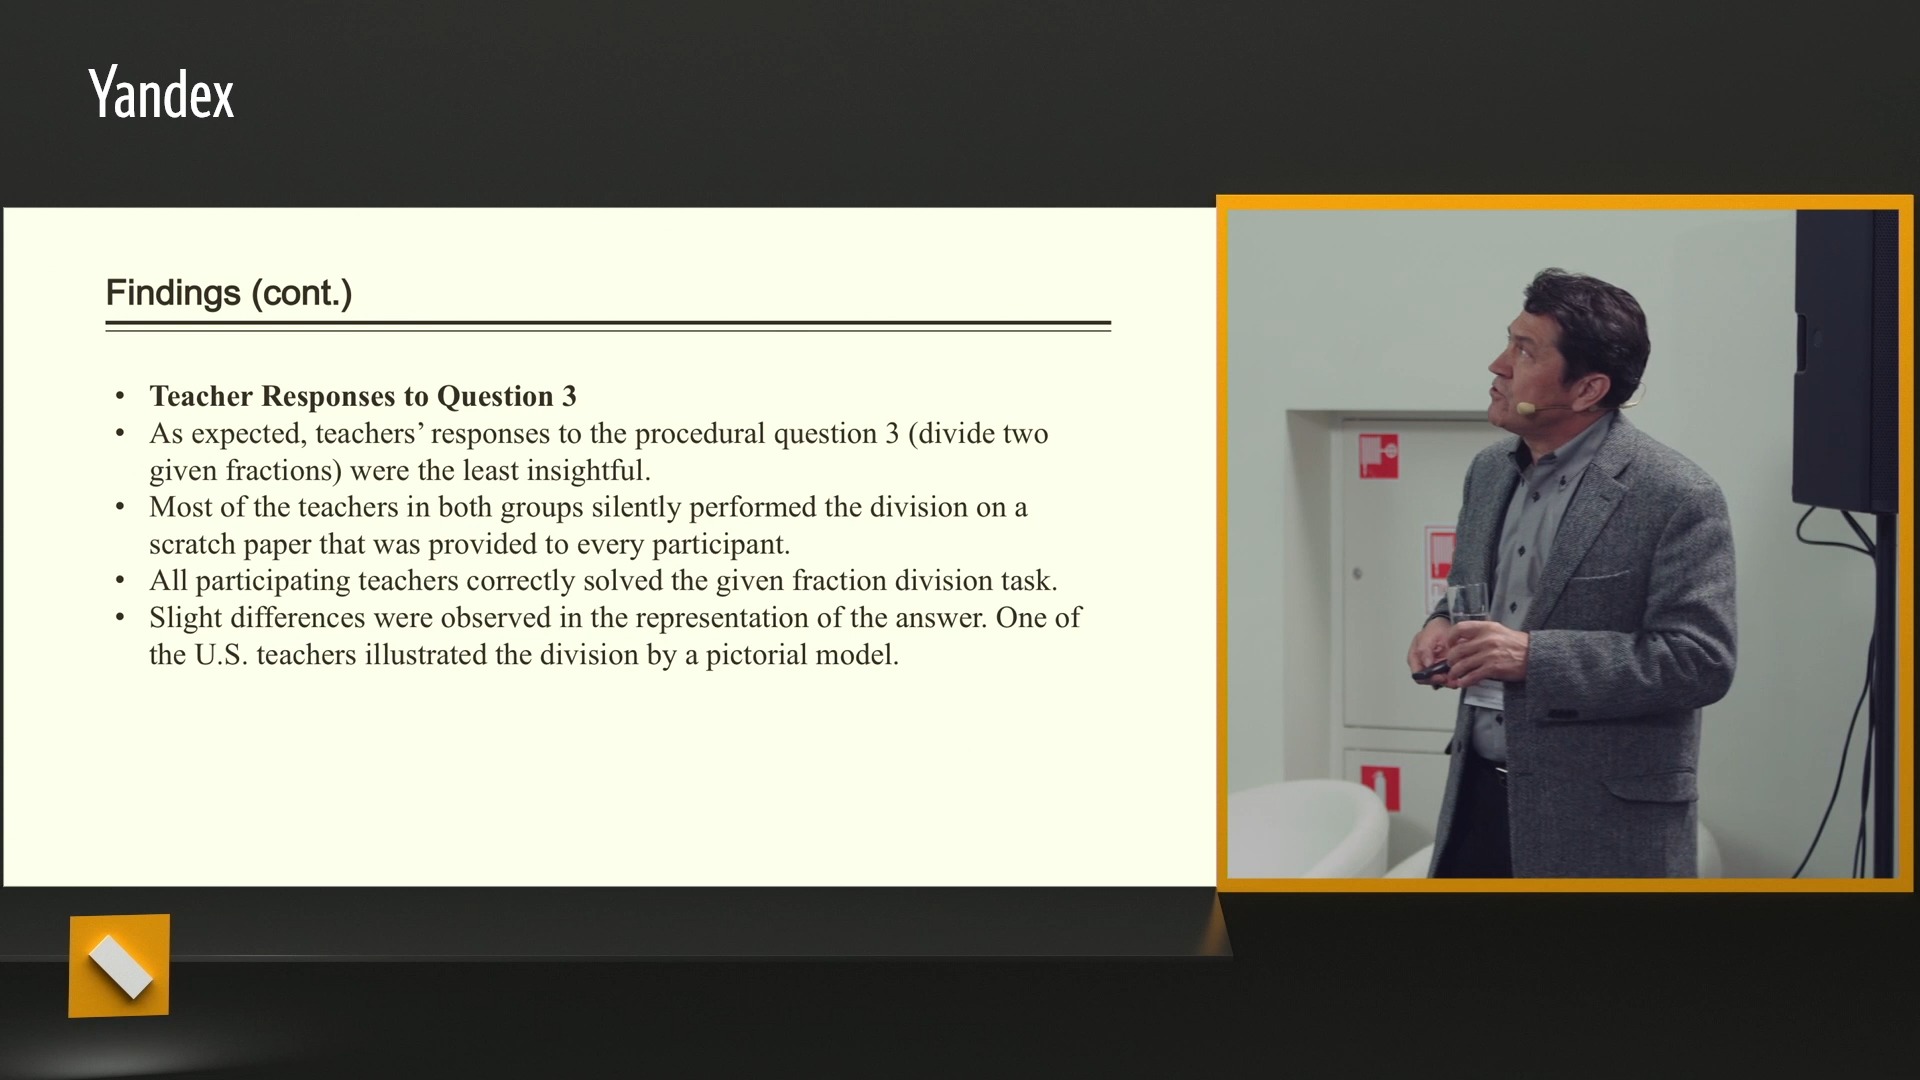 Yandex
Findings (cont.)
• Teacher Responses to Question 3
• As expected, teachers’ responses to the procedural question 3 (divide two
given fractions) were the least insightful.
• Most of the teachers in both groups silently performed the division on a
scratch paper that was provided to every participant.
• All participating teachers correctly solved the given fraction division task.
• Slight differences were observed in the representation of the answer. One of
the U.S. teachers illustrated the division by a pictorial model.